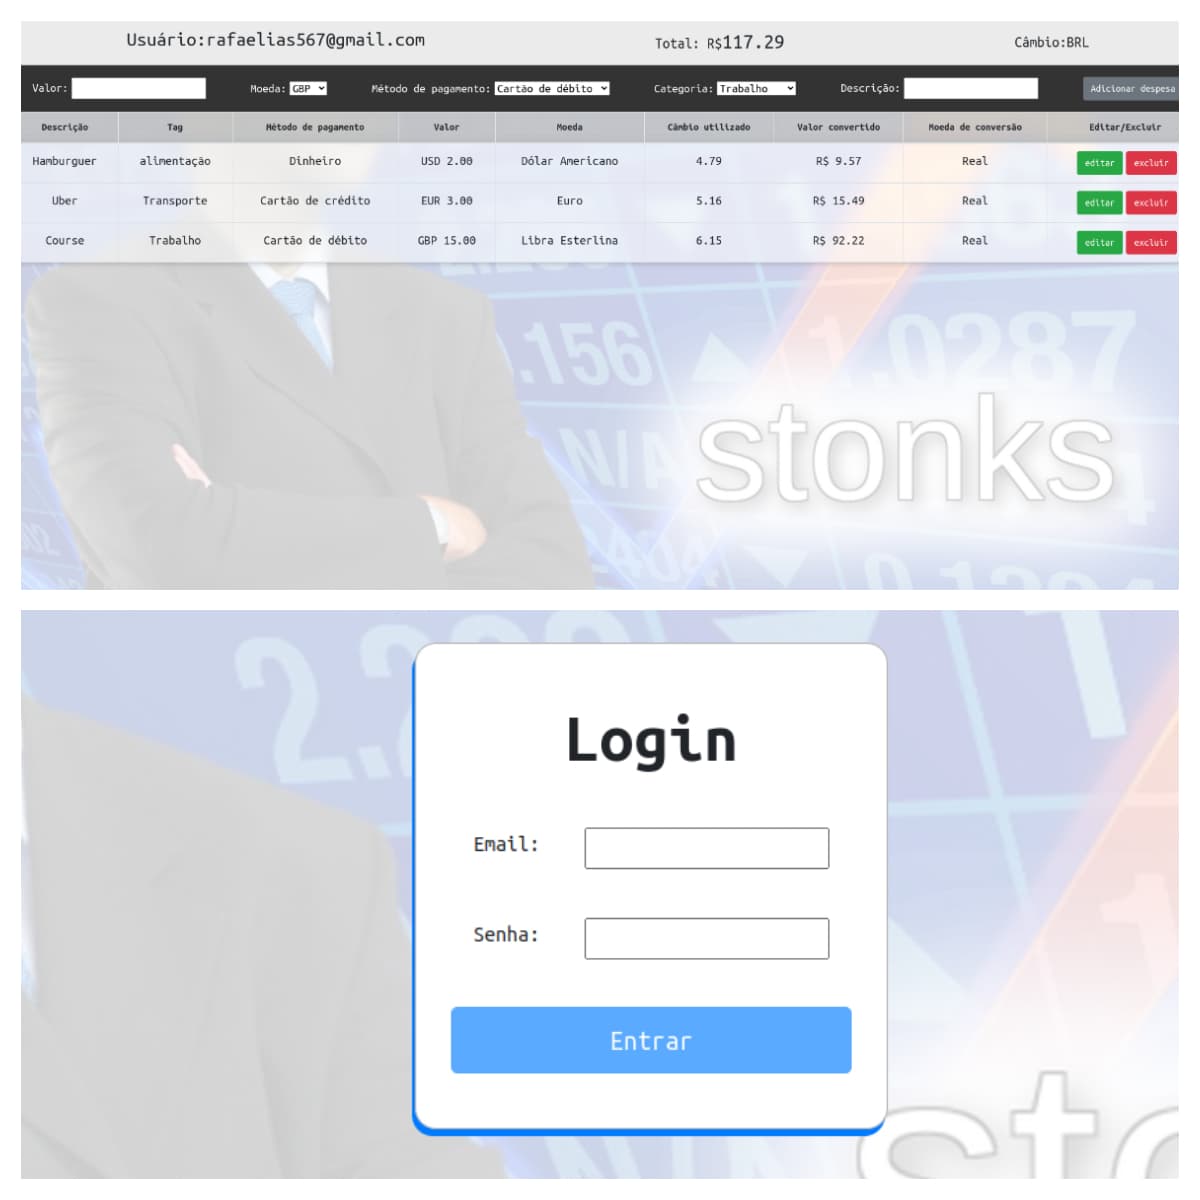 Usuário:rafaelias567@gmail.com Total: R$117.29 Câmbio:BRL
Valor: Moeda: GBP Método de pagamento: Cartão de débito Categoria: Trabalho Descrição: Adicionar despesa
Descrição Tag Método de pagamento Valor Moeda Câmbio utilizado Valor convertido Moeda de conversão Editar/Excluir
Hamburguer alimentação Dinheiro USD 2.00 Dólar Americano 4.79 R$ 9.57 Real editar excluir
Uber Transporte Cartão de crédito EUR 3.00 Euro 5.16 R$ 15.49 Real editar excluir
Course Trabalho Cartão de débito GBP 15.00 Libra Esterlina 6.15 R$ 92.22 Real editar excluir
.156 1.0287
N/A
stonks
Login
Email:
Senha:
Entrar
sto